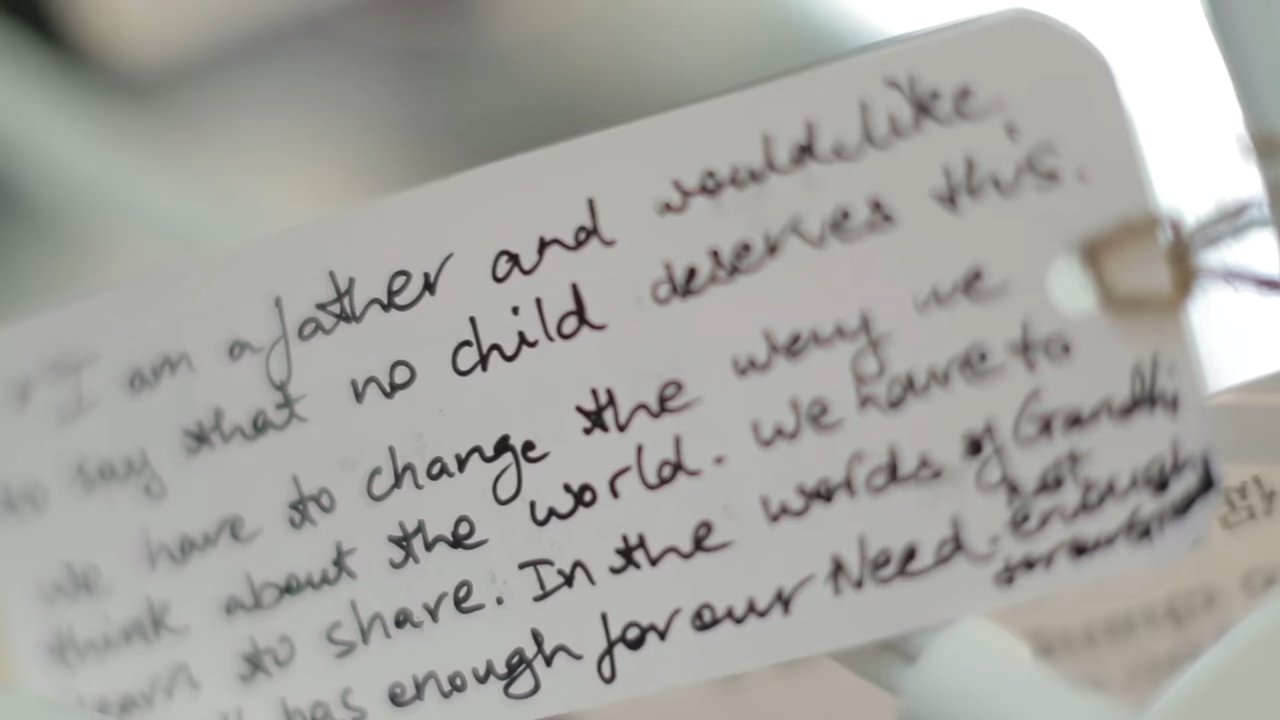 "I am a father and would like
to say that no child deserves this.
We have to change the way we
think about the world. We have to
learn to share. In the words of Gandhi,
has enough for our Need. not enough
for our